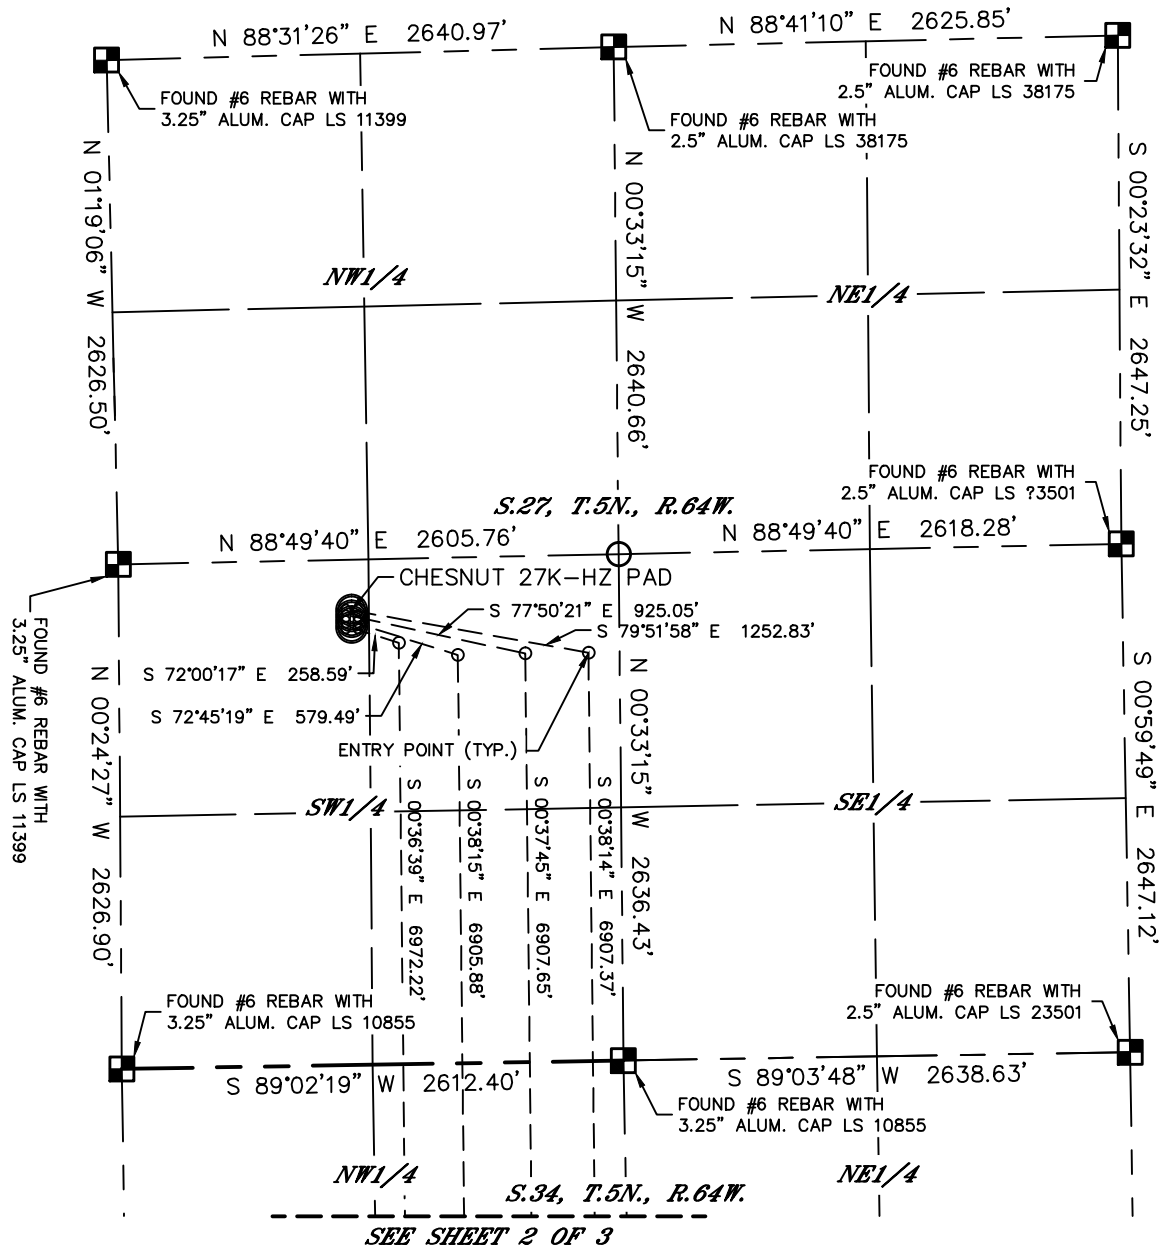 N 88°31'26" E 2640.97'
N 88°41'10" E 2625.85'
FOUND #6 REBAR WITH
3.25" ALUM. CAP LS 11399
FOUND #6 REBAR WITH
2.5" ALUM. CAP LS 38175
FOUND #6 REBAR WITH
2.5" ALUM. CAP LS 38175
N 01°19'06" W 2626.50'
N 00°33'15" W 2640.66'
S 00°23'32" E 2647.25'
NW1/4
NE1/4
FOUND #6 REBAR WITH
2.5" ALUM. CAP LS ?3501
S.27, T.5N., R.64W.
N 88°49'40" E 2605.76'
N 88°49'40" E 2618.28'
CHESNUT 27K-HZ PAD
S 77°50'21" E 925.05'
S 79°51'58" E 1252.83'
FOUND #6 REBAR WITH
3.25" ALUM. CAP LS 11399
S 72°00'17" E 258.59'
S 72°45'19" E 579.49'
ENTRY POINT (TYP.)
N 00°24'27" W 2626.90'
N 00°33'15" W 2636.43'
S 00°59'49" E 2647.12'
SW1/4
SE1/4
S 00°36'39" E 6972.22'
S 00°38'15" E 6905.88'
S 00°37'45" E 6907.65'
S 00°38'14" E 6907.37'
FOUND #6 REBAR WITH
3.25" ALUM. CAP LS 10855
FOUND #6 REBAR WITH
2.5" ALUM. CAP LS 23501
S 89°02'19" W 2612.40'
S 89°03'48" W 2638.63'
FOUND #6 REBAR WITH
3.25" ALUM. CAP LS 10855
NW1/4
NE1/4
S.34, T.5N., R.64W.
SEE SHEET 2 OF 3